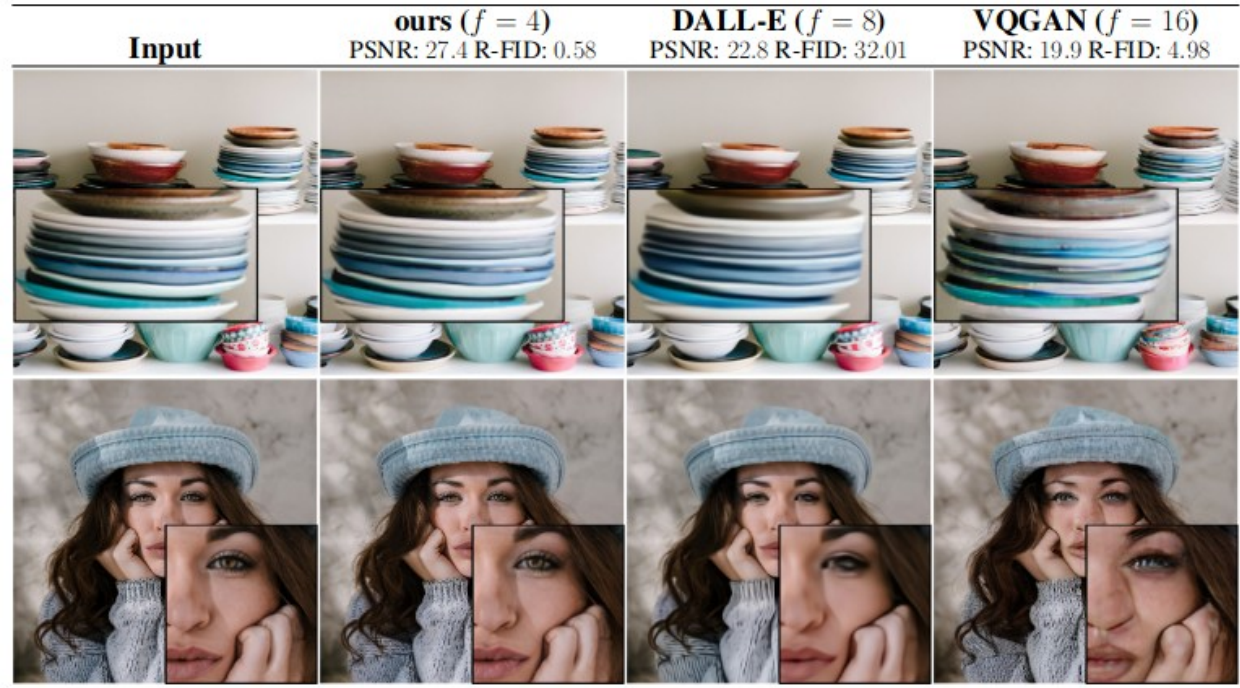 Input
ours (f = 4)
PSNR: 27.4 R-FID: 0.58
DALL-E (f = 8)
PSNR: 22.8 R-FID: 32.01
VQGAN (f = 16)
PSNR: 19.9 R-FID: 4.98